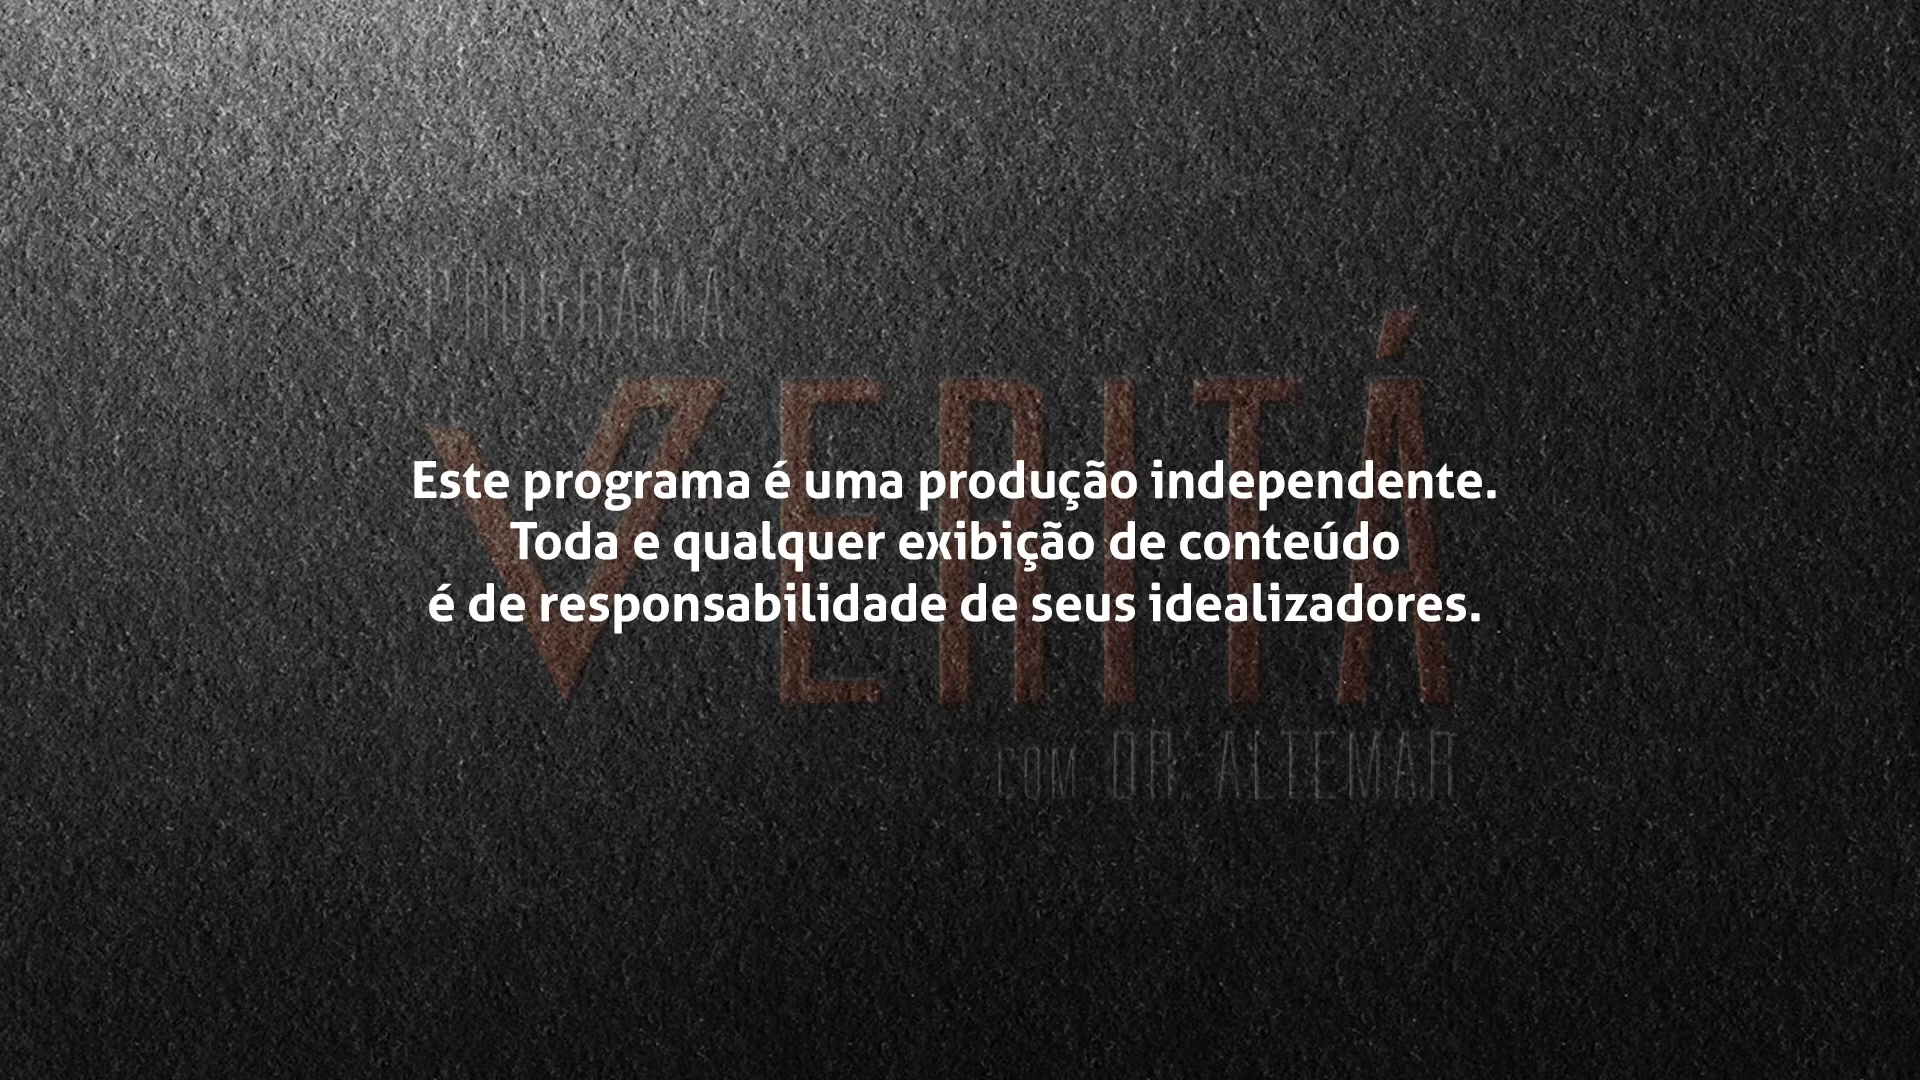 PROGRAMA
VERITÁ
Este programa é uma produção independente.
Toda e qualquer exibição de conteúdo
é de responsabilidade de seus idealizadores.
COM DR. ALTEMAR